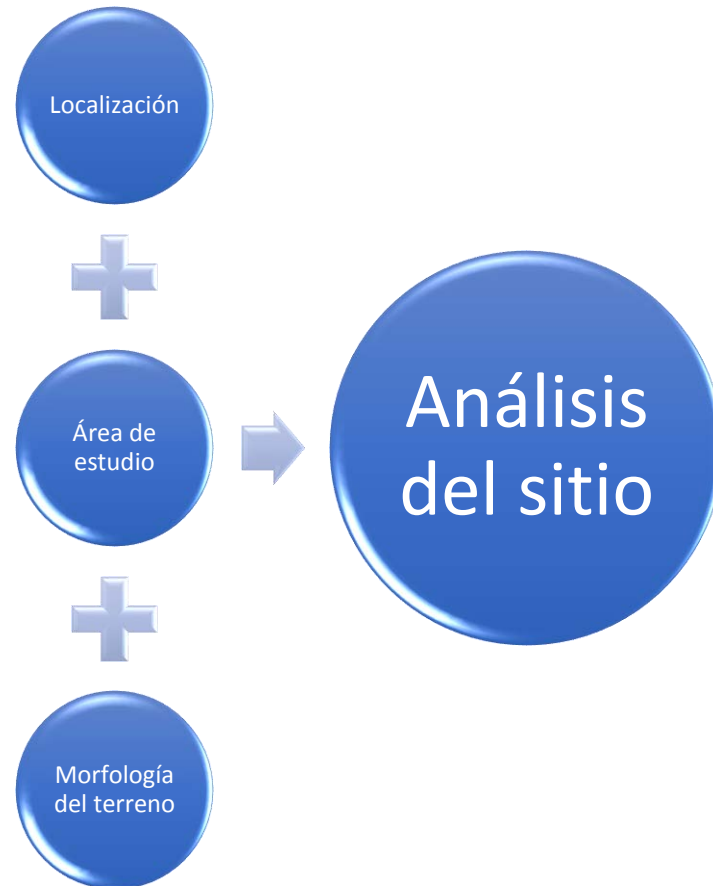 Localización
Área de
estudio
Morfología
del terreno
Análisis
del sitio